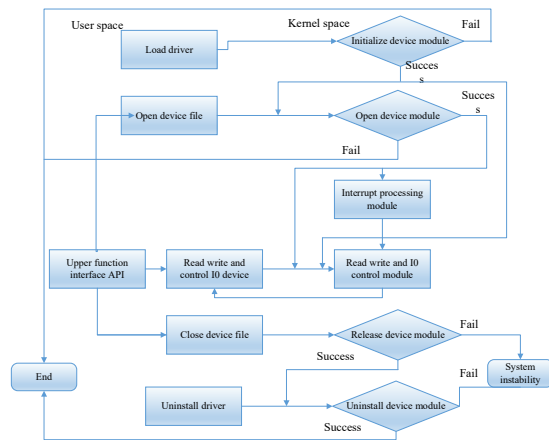 User space
Kernel space
Fail
Load driver
Initialize device module
Succes
s
Succes
s
Open device file
Open device module
Fail
Interrupt processing
module
Upper function
interface API
Read write and
control I0 device
Read write and I0
control module
Close device file
Release device module
Fail
Success
End
System
instability
Fail
Uninstall driver
Uninstall device module
Success